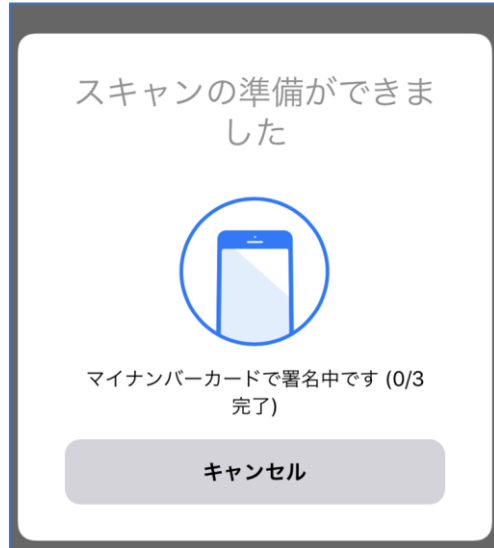 スキャンの準備ができま
した
マイナンバーカードで署名中です (0/3
完了)
キャンセル